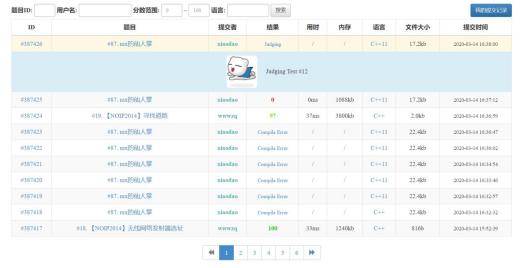 题目ID: 用户名: 分数范围: 0 ~ 100 语言: 搜索 我的提交记录
ID 题目 提交者 结果 用时 内存 语言 文件大小 提交时间
#387426 #87. mx的仙人掌 xiaodao Judging / / C++11 17.2kb 2020-03-14 16:38:00
Judging Test #12
#387425 #87. mx的仙人掌 xiaodao 0 0ms 1088kb C++11 17.2kb 2020-03-14 16:37:12
#387424 #19. 【NOIP2014】寻找道路 wwwzq 97 37ms 3800kb C++ 2.0kb 2020-03-14 16:36:59
#387423 #87. mx的仙人掌 xiaodao Compile Error / / C++11 22.4kb 2020-03-14 16:36:47
#387422 #87. mx的仙人掌 xiaodao Compile Error / / C++11 22.4kb 2020-03-14 16:36:02
#387421 #87. mx的仙人掌 xiaodao Compile Error / / C++11 22.4kb 2020-03-14 16:34:54
#387420 #87. mx的仙人掌 xiaodao Compile Error / / C++11 22.4kb 2020-03-14 16:33:46
#387419 #87. mx的仙人掌 xiaodao Compile Error / / C++11 22.4kb 2020-03-14 16:32:57
#387418 #87. mx的仙人掌 xiaodao Compile Error / / C++ 22.4kb 2020-03-14 16:32:32
#387417 #18. 【NOIP2014】无线网络发射器选址 wwwzq 100 33ms 1240kb C++ 816b 2020-03-14 15:52:39
1 2 3 4 5 6